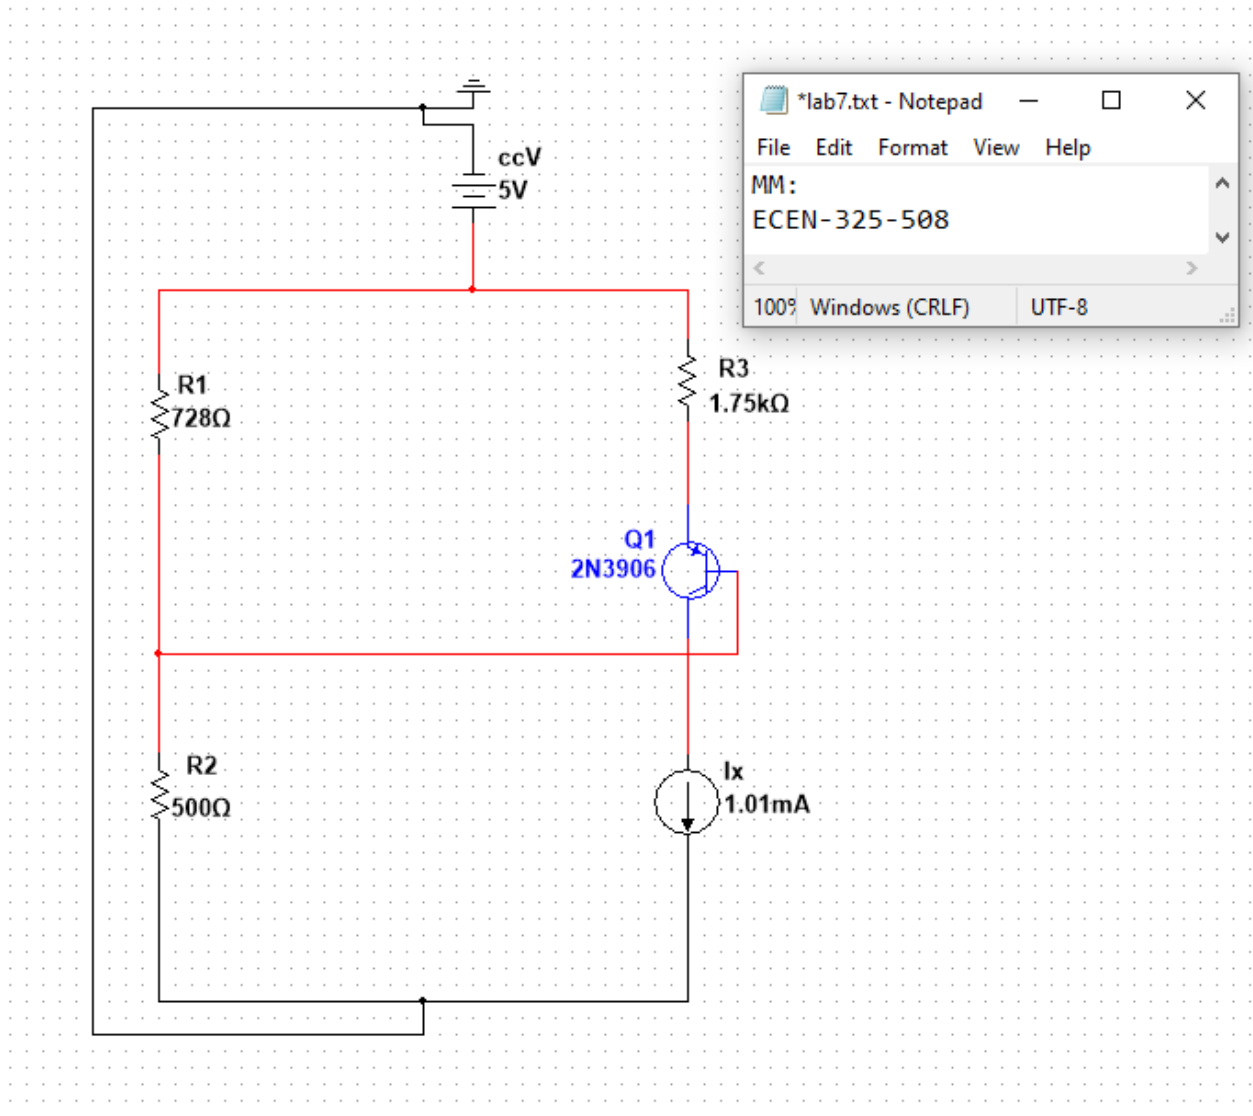 ccV
5V
*lab7.txt - Notepad
File Edit Format View Help
MM:
ECEN-325-508
100% Windows (CRLF) UTF-8
R1
728Ω
R3
1.75kΩ
Q1
2N3906
R2
500Ω
Ix
1.01mA